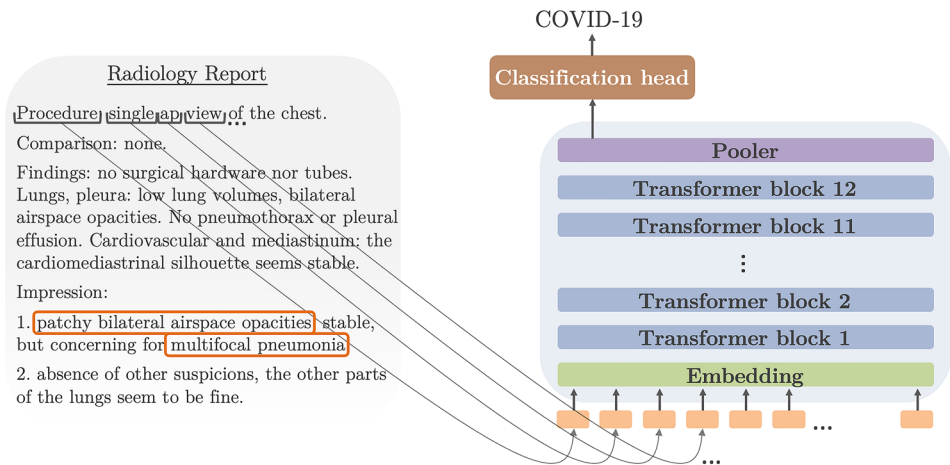 Radiology Report
Procedure single ap view of the chest.
Comparison: none.
Findings: no surgical hardware nor tubes.
Lungs, pleura: low lung volumes, bilateral
airspace opacities. No pneumothorax or pleural
effusion. Cardiovascular and mediastinum: the
cardiomediastrinal silhouette seems stable.
Impression:
1. patchy bilateral airspace opacities stable,
but concerning for multifocal pneumonia
2. absence of other suspicions, the other parts
of the lungs seem to be fine.
COVID-19
Classification head
Pooler
Transformer block 12
Transformer block 11
Transformer block 2
Transformer block 1
Embedding